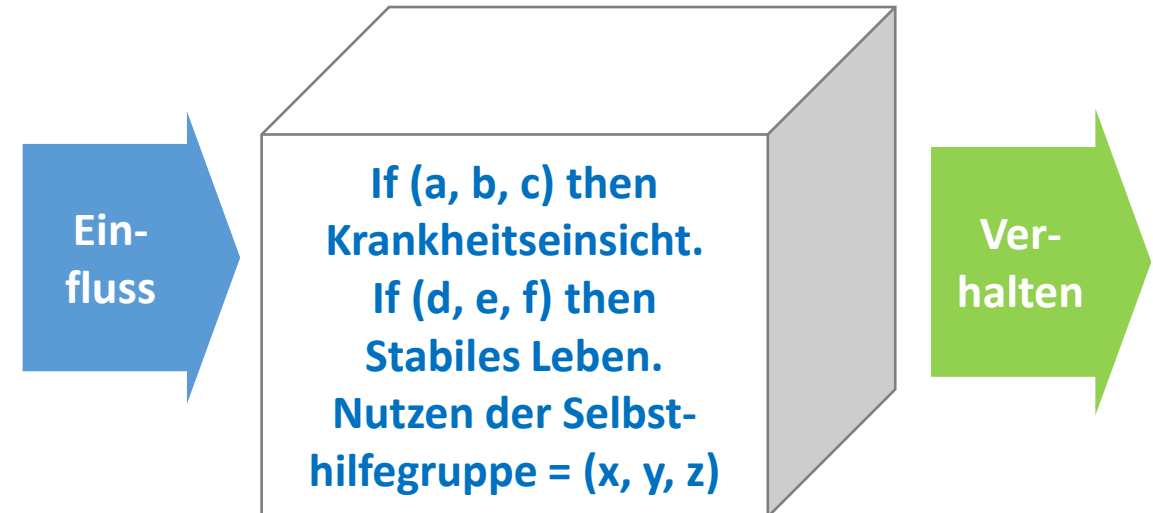 Ein-
fluss
If (a, b, c) then
Krankheitseinsicht.
If (d, e, f) then
Stabiles Leben.
Nutzen der Selbst-
hilfegruppe = (x, y, z)
Ver-
halten